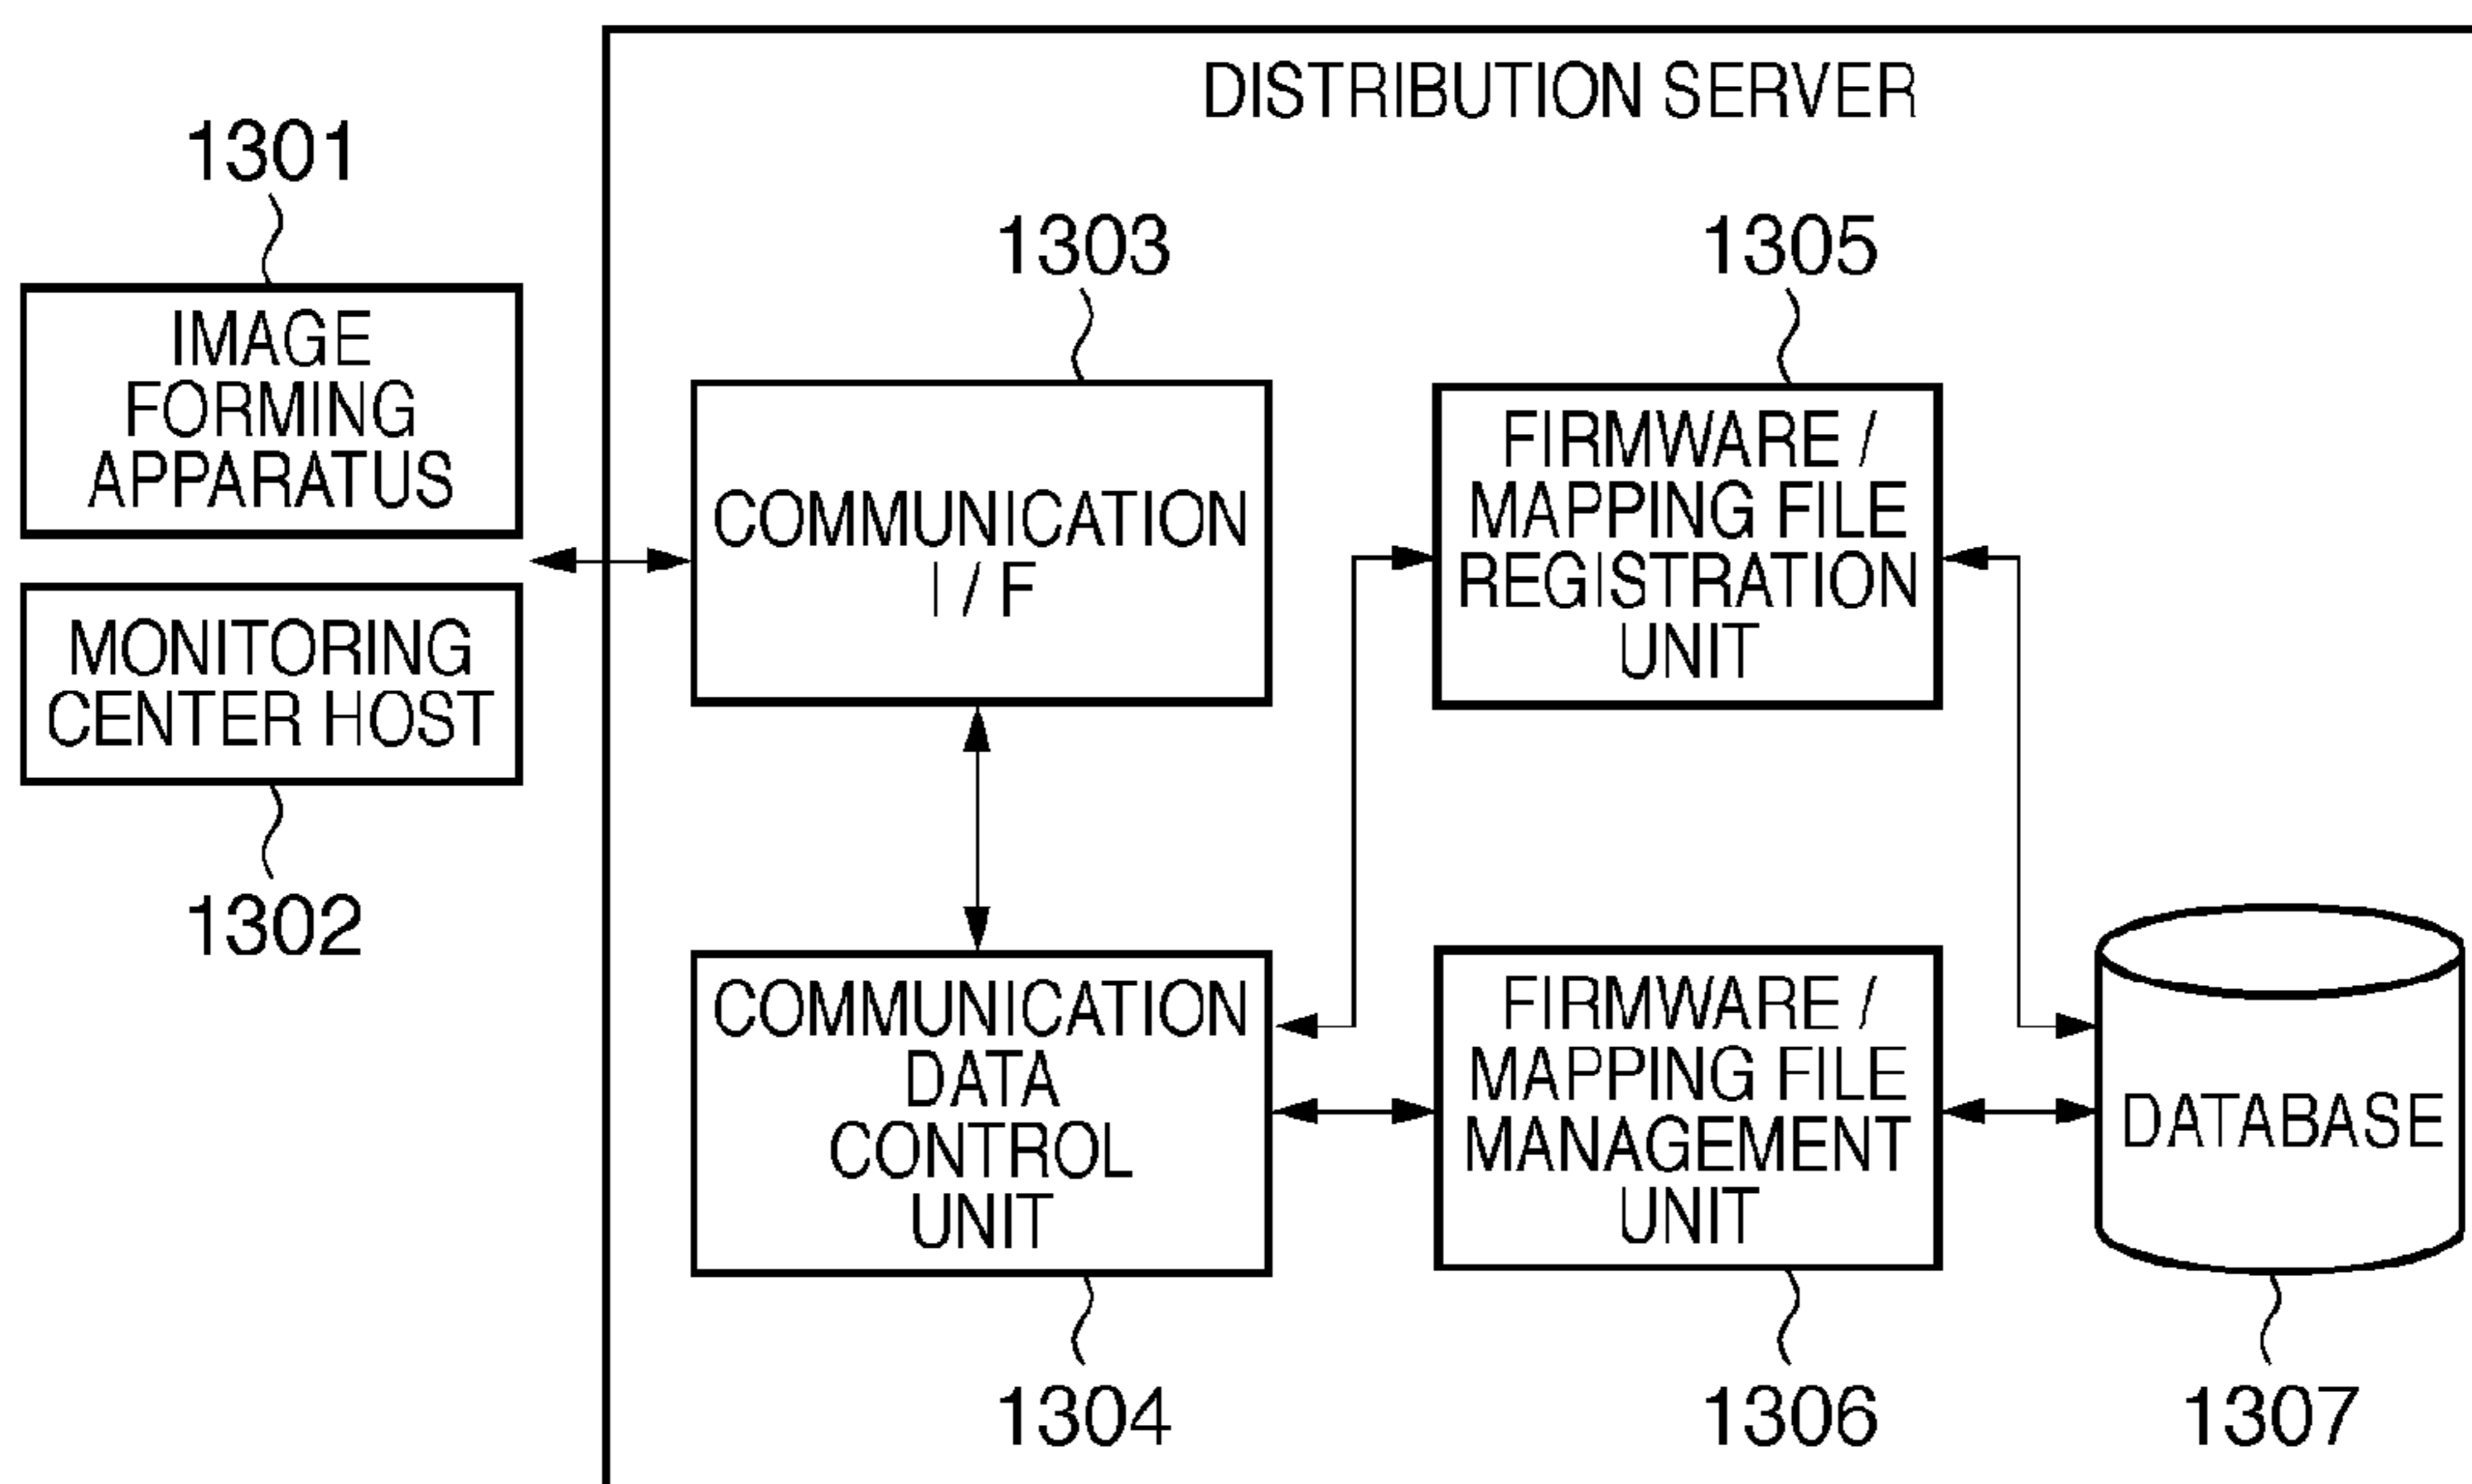 DISTRIBUTION SERVER
1301
IMAGE
FORMING
APPARATUS
MONITORING
CENTER HOST
1302
1303
COMMUNICATION
I / F
COMMUNICATION
DATA
CONTROL
UNIT
1304
1305
FIRMWARE /
MAPPING FILE
REGISTRATION
UNIT
FIRMWARE /
MAPPING FILE
MANAGEMENT
UNIT
1306
DATABASE
1307